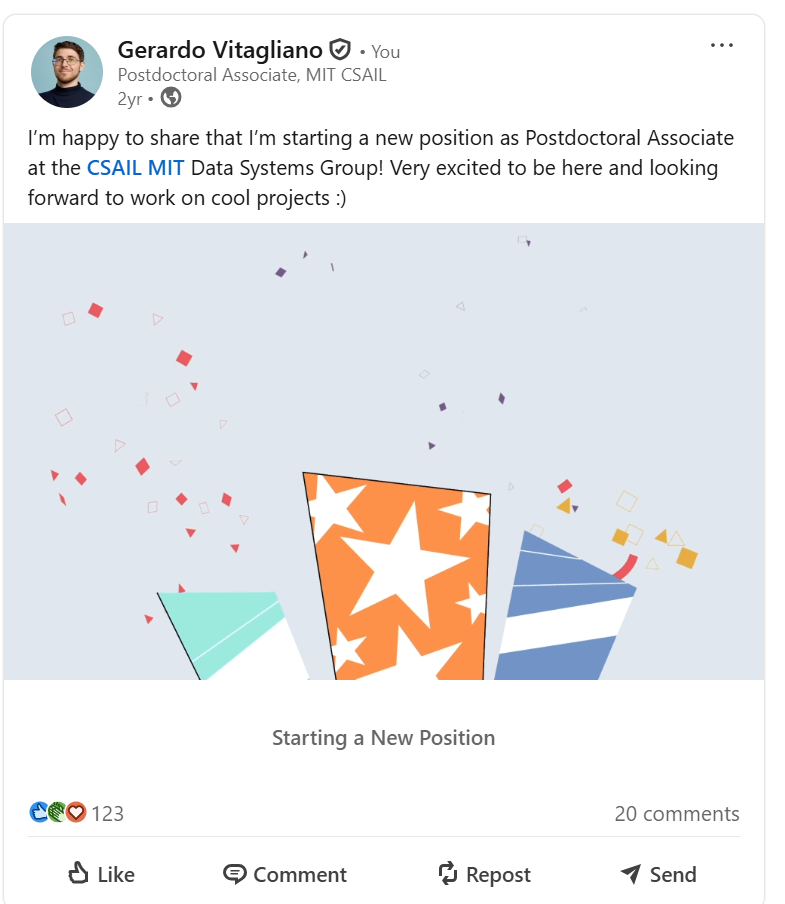 Gerardo Vitagliano • You
Postdoctoral Associate, MIT CSAIL
2yr •
I'm happy to share that I'm starting a new position as Postdoctoral Associate
at the CSAIL MIT Data Systems Group! Very excited to be here and looking
forward to work on cool projects :)
Starting a New Position
123
20 comments
Like
Comment
Repost
Send